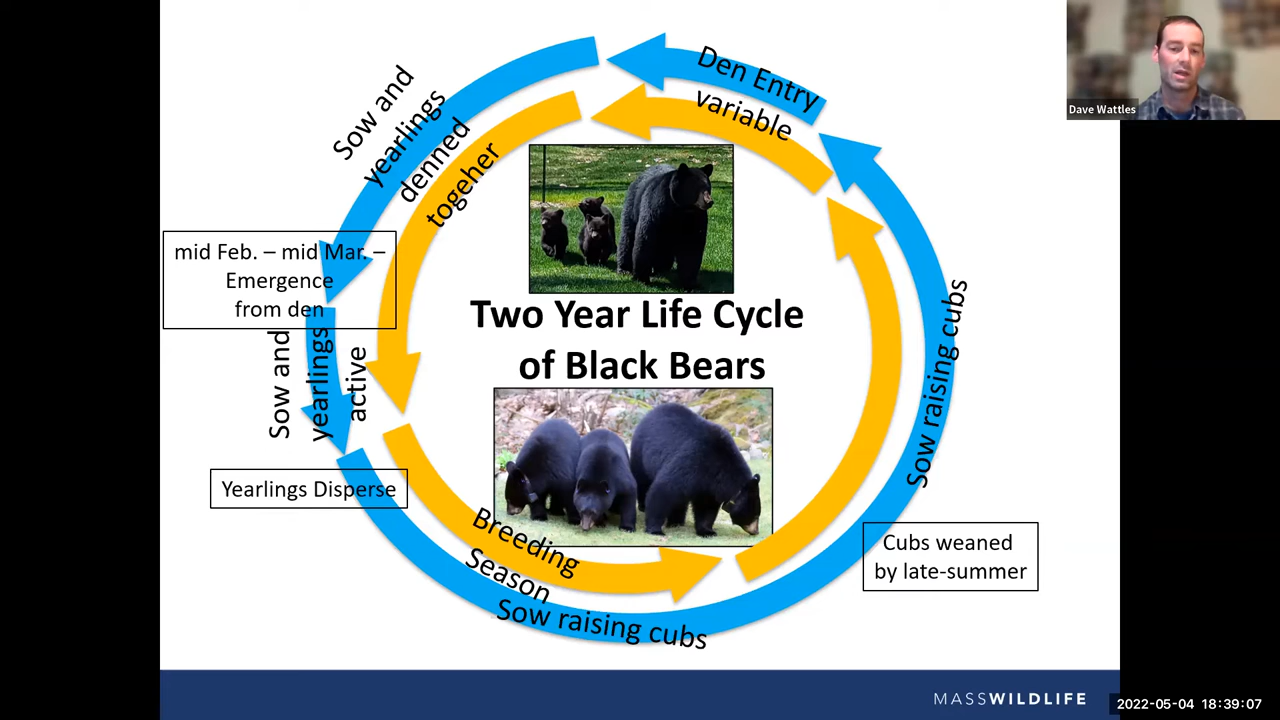 Dave Wattles
Den Entry
variable
Sow and
yearlings
denned
togeher
mid Feb. – mid Mar. –
Emergence
from den
Two Year Life Cycle
of Black Bears
Sow and
yearlings
active
Sow raising cubs
Yearlings Disperse
Breeding
Season
Sow raising cubs
Cubs weaned
by late-summer
MASSWILDLIFE
2022-05-04 18:39:07